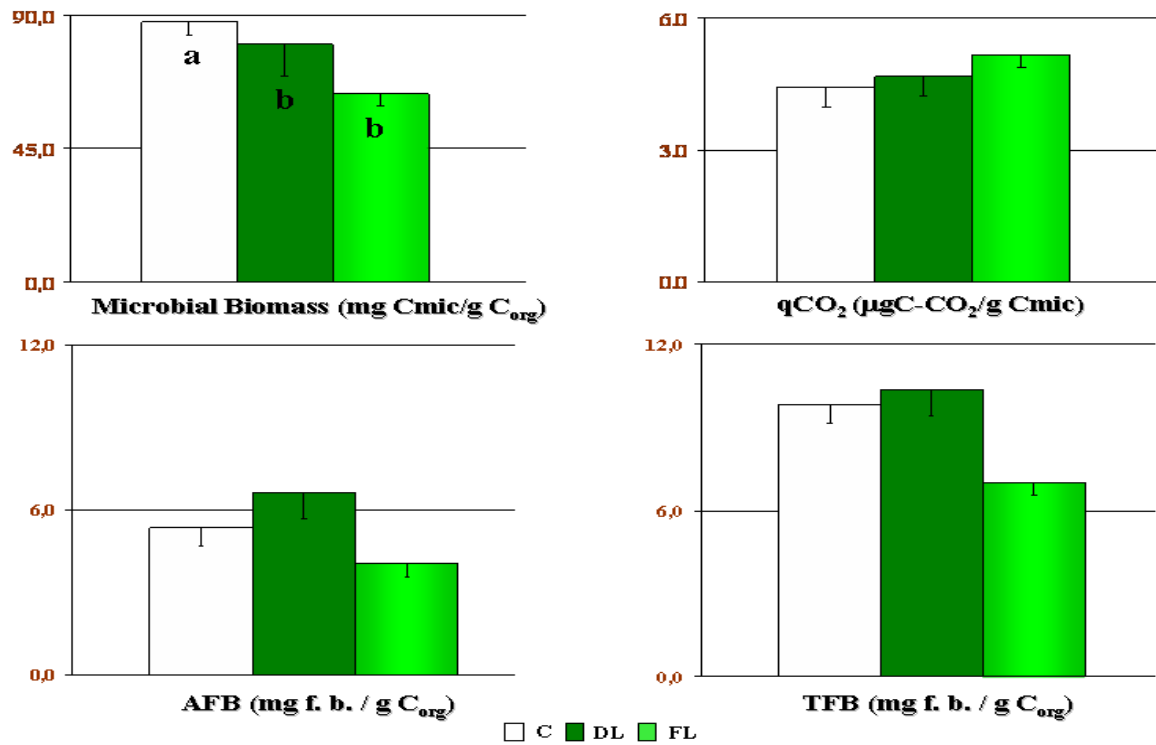 90,0
a
b
b
45,0
0,0
Microbial Biomass (mg Cmic/g Corg)
6.0
3.0
0.0
qCO2 (µgC-CO2/g Cmic)
12,0
6,0
0,0
AFB (mg f. b. / g Corg)
12,0
6,0
0,0
TFB (mg f. b. / g Corg)
C DL FL